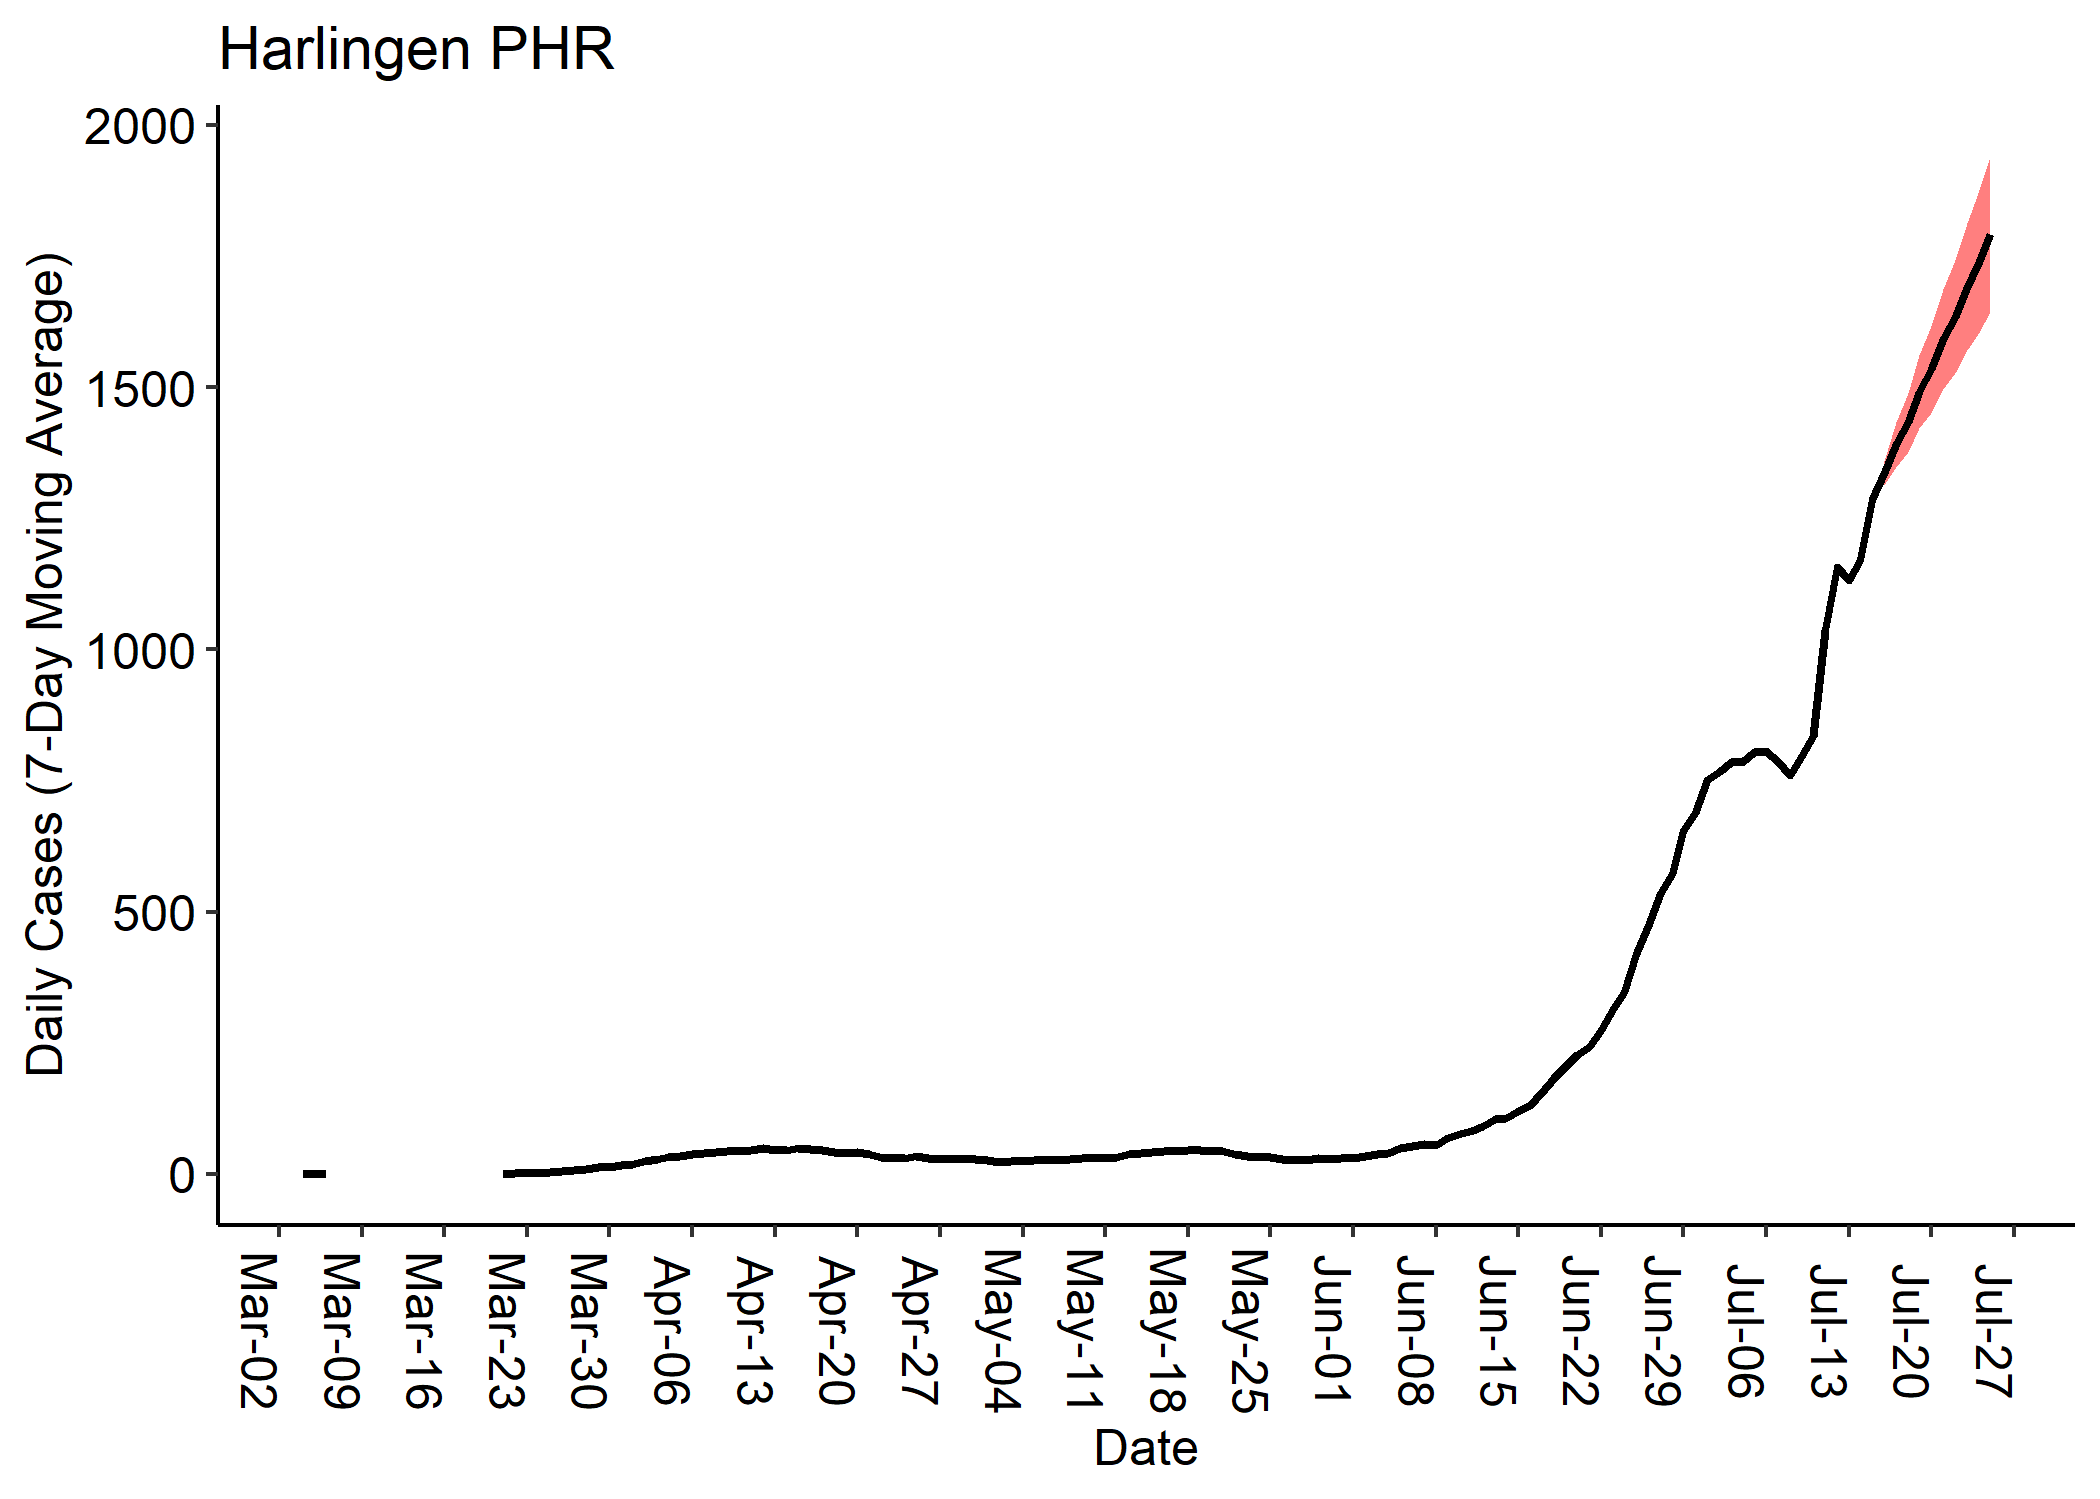 Harlingen PHR
Daily Cases (7-Day Moving Average)
2000
1500
1000
500
0
Mar-02
Mar-09
Mar-16
Mar-23
Mar-30
Apr-06
Apr-13
Apr-20
Apr-27
May-04
May-11
May-18
May-25
Jun-01
Jun-08
Jun-15
Jun-22
Jun-29
Jul-06
Jul-13
Jul-20
Jul-27
Date